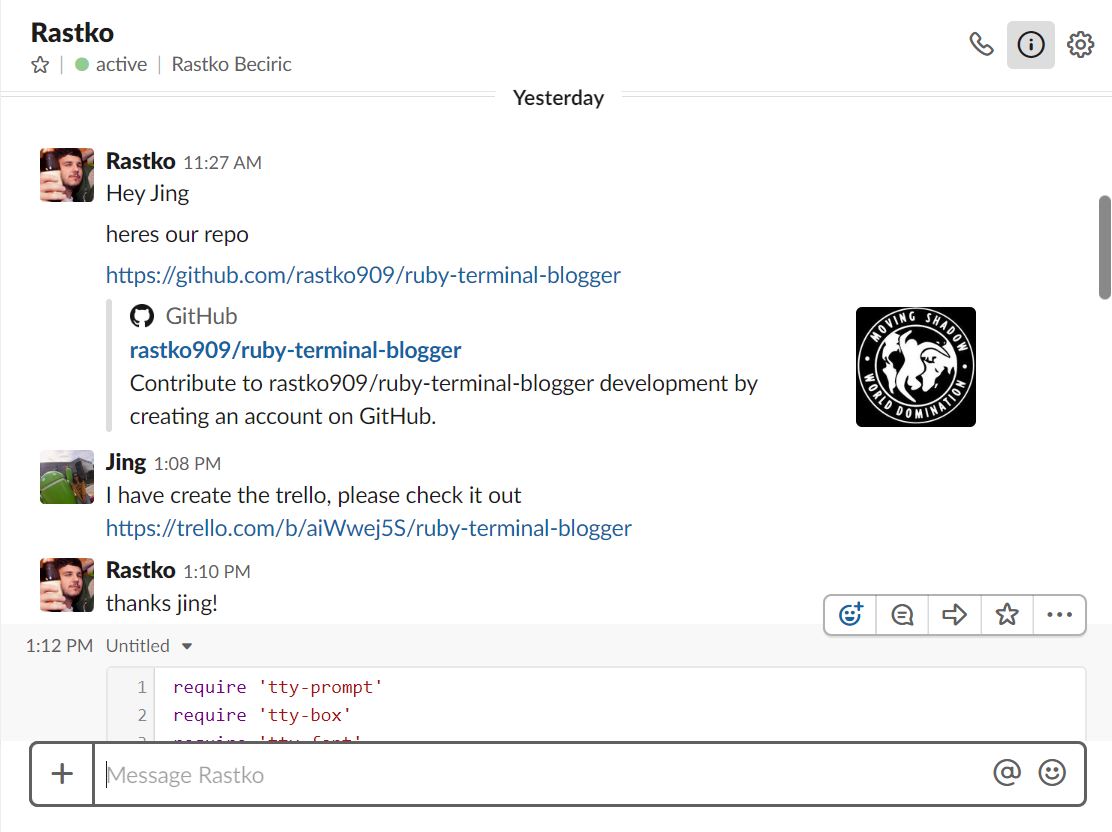 Rastko
active | Rastko Beciric
Yesterday
Rastko 11:27 AM
Hey Jing
heres our repo
https://github.com/rastko909/ruby-terminal-blogger
GitHub
rastko909/ruby-terminal-blogger
Contribute to rastko909/ruby-terminal-blogger development by
creating an account on GitHub.
MOVING SHADOW
WORLD DOMINATION
Jing 1:08 PM
I have create the trello, please check it out
https://trello.com/b/aiWwej5S/ruby-terminal-blogger
Rastko 1:10 PM
thanks jing!
1:12 PM Untitled
1 require 'tty-prompt'
2 require 'tty-box'
3 require 'tty-font'
Message Rastko